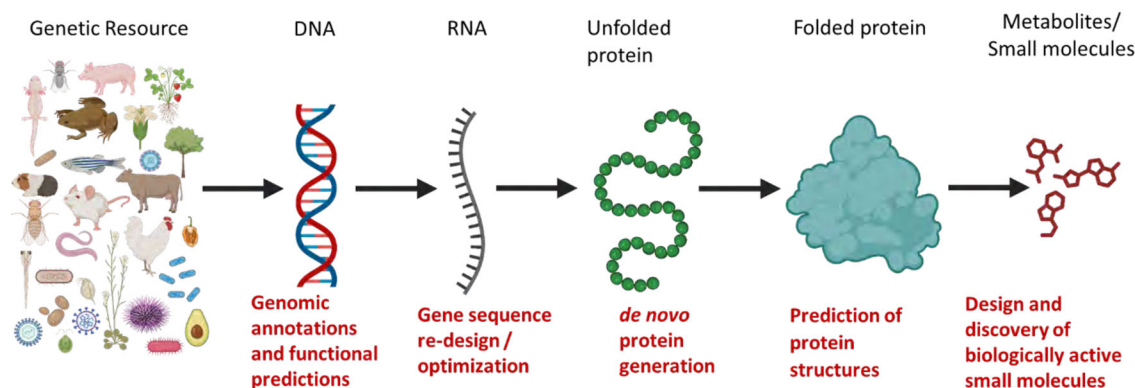 Genetic Resource
DNA
RNA
Unfolded
protein
Folded protein
Metabolites/
Small molecules
Genomic
annotations
and functional
predictions
Gene sequence
re-design /
optimization
de novo
protein
generation
Prediction of
protein
structures
Design and
discovery of
biologically active
small molecules